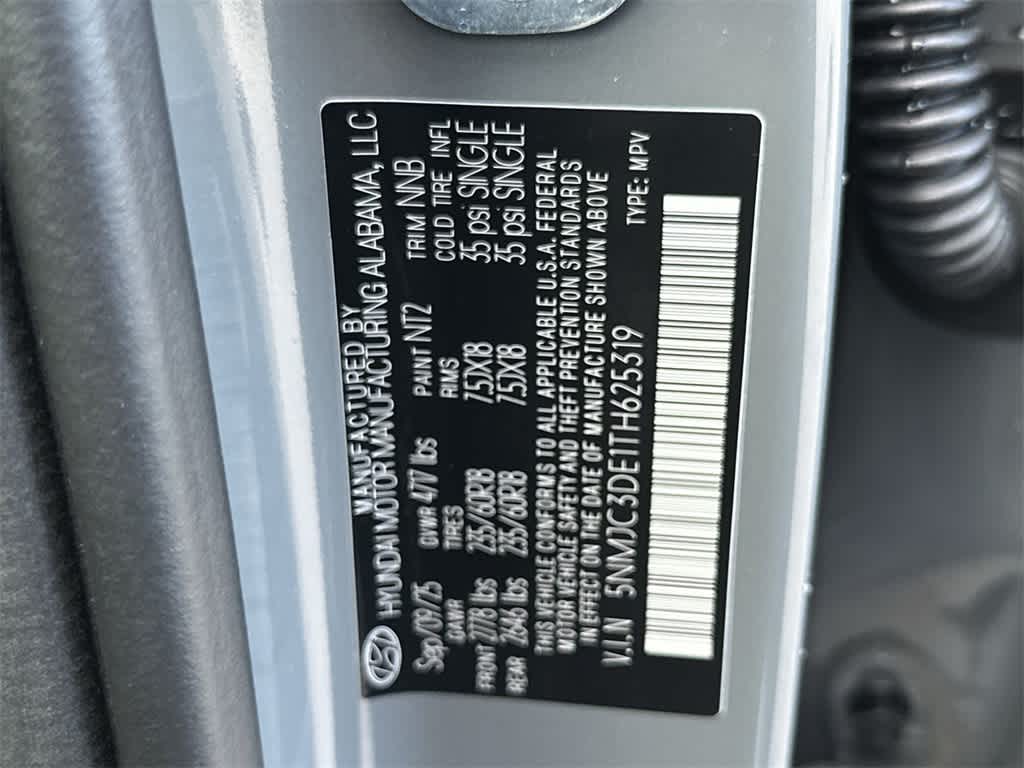 MANUFACTURED BY
HYUNDAI MOTOR MANUFACTURING ALABAMA, LLC
Sep/09/25 GVWR 4717 lbs PAINT NT2 TRIM NNB
GAWR TIRES RIMS COLD TIRE INFL
FRONT 2778 lbs 235/60R18 7.5JX18 35 psi SINGLE
REAR 2646 lbs 235/60R18 7.5JX18 35 psi SINGLE
THIS VEHICLE CONFORMS TO ALL APPLICABLE U.S.A. FEDERAL
MOTOR VEHICLE SAFETY AND THEFT PREVENTION STANDARDS
IN EFFECT ON THE DATE OF MANUFACTURE SHOWN ABOVE
V.I.N 5NMJC3DE1TH625319 TYPE: MPV